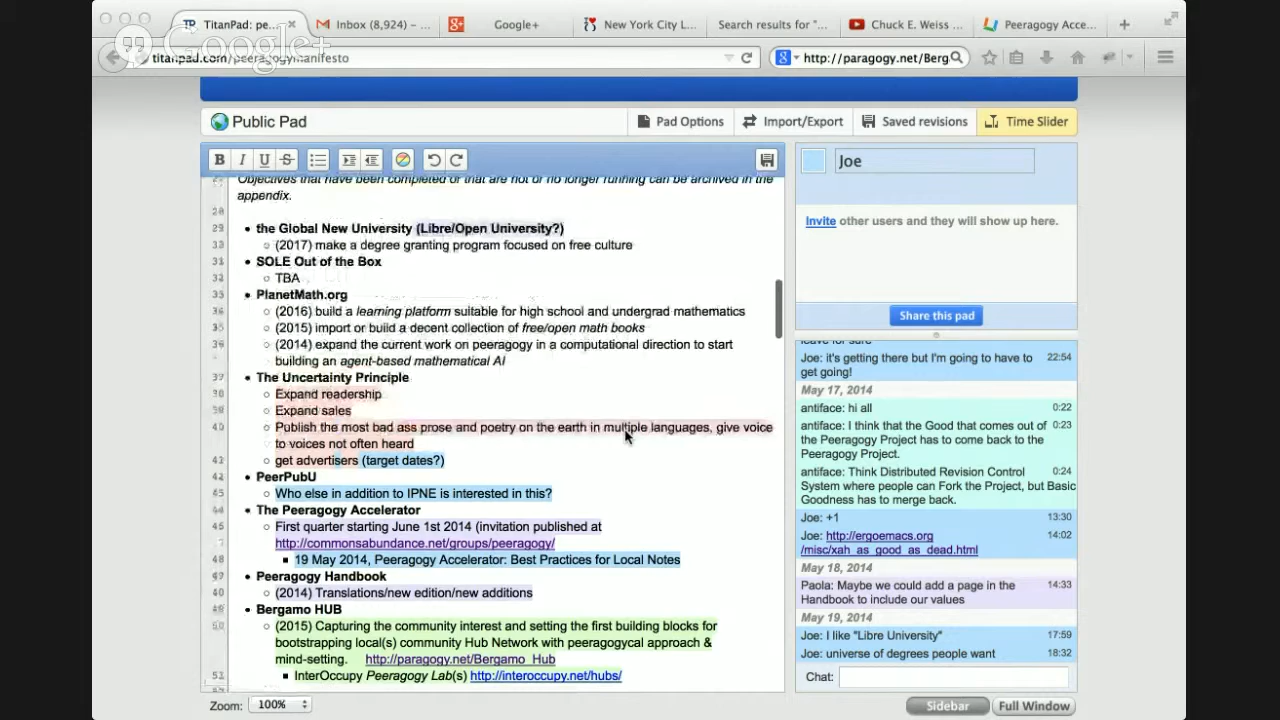 TitanPad: pe...
Inbox (8,924) – ...
Google+
New York City L...
Search results for "...
Chuck E. Weiss ...
Peeragogy Acce...
Google+
titanpad.com/peeragogymanifesto
http://paragogy.net/Berg
Public Pad
Pad Options
Import/Export
Saved revisions
Time Slider
B I U S
Objectives that have been completed or that are not or no longer running can be archived in the
appendix.
the Global New University (Libre/Open University?)
(2017) make a degree granting program focused on free culture
SOLE Out of the Box
TBA
PlanetMath.org
(2016) build a learning platform suitable for high school and undergrad mathematics
(2015) import or build a decent collection of free/open math books
(2014) expand the current work on peeragogy in a computational direction to start
building an agent-based mathematical AI
The Uncertainty Principle
Expand readership
Expand sales
Publish the most bad ass prose and poetry on the earth in multiple languages, give voice
to voices not often heard
get advertisers (target dates?)
PeerPubU
Who else in addition to IPNE is interested in this?
The Peeragogy Accelerator
First quarter starting June 1st 2014 (invitation published at
http://commonsabundance.net/groups/peeragogy/
19 May 2014, Peeragogy Accelerator: Best Practices for Local Notes
Peeragogy Handbook
(2014) Translations/new edition/new additions
Bergamo HUB
(2015) Capturing the community interest and setting the first building blocks for
bootstrapping local(s) community Hub Network with peeragogycal approach &
mind-setting. http://paragogy.net/Bergamo_Hub
InterOccupy Peeragogy Lab(s) http://interoccupy.net/hubs/
Zoom: 100%
Joe
Invite other users and they will show up here.
Share this pad
leave for sure
Joe: it's getting there but I'm going to have to 22:54
get going!
May 17, 2014
antiface: hi all 0:22
antiface: I think that the Good that comes out of 0:23
the Peeragogy Project has to come back to the
Peeragogy Project.
antiface: Think Distributed Revision Control 0:24
System where people can Fork the Project, but Basic
Goodness has to merge back.
Joe: +1 13:30
Joe: http://ergoemacs.org 14:02
/misc/xah_as_good_as_dead.html
May 18, 2014
Paola: Maybe we could add a page in the 14:33
Handbook to include our values
May 19, 2014
Joe: I like "Libre University" 17:59
Joe: universe of degrees people want 18:32
Chat:
Sidebar
Full Window